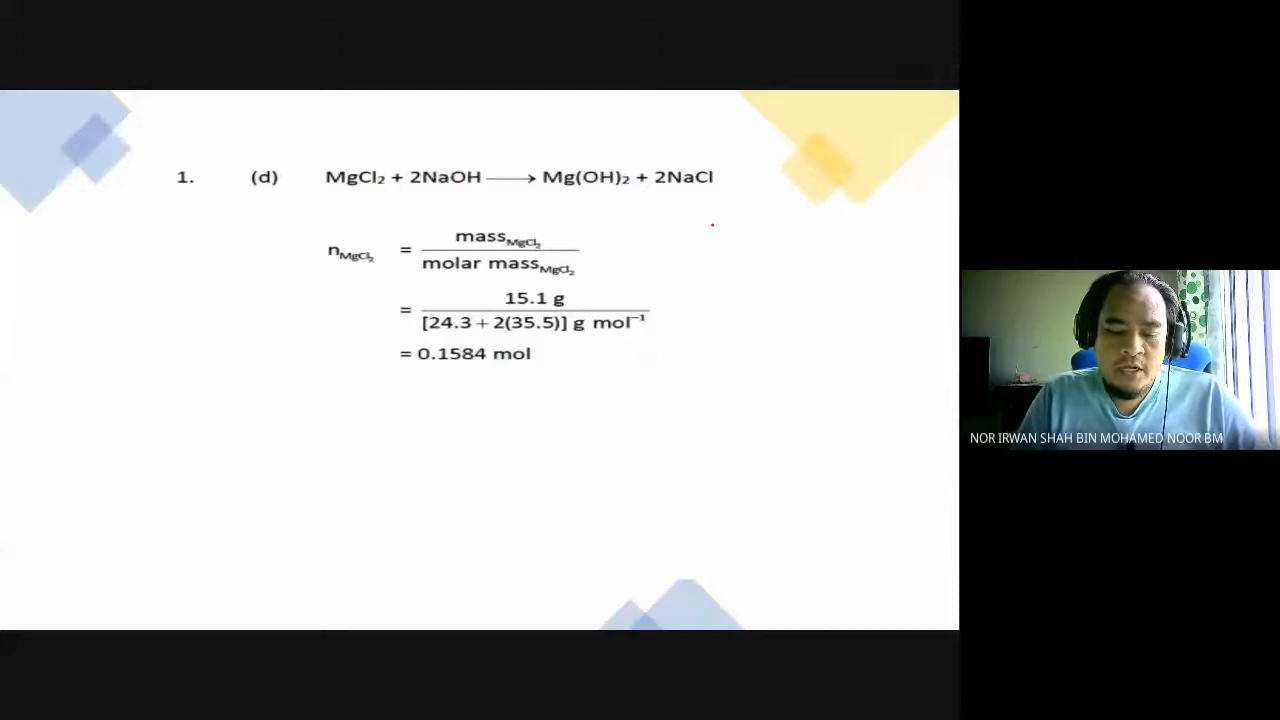 1. (d) MgCl₂ + 2NaOH ⟶ Mg(OH)₂ + 2NaCl
n_MgCl₂ = mass_MgCl₂ / molar mass_MgCl₂
= 15.1 g / [24.3 + 2(35.5)] g mol⁻¹
= 0.1584 mol
NOR IRWAN SHAH BIN MOHAMED NOOR BM